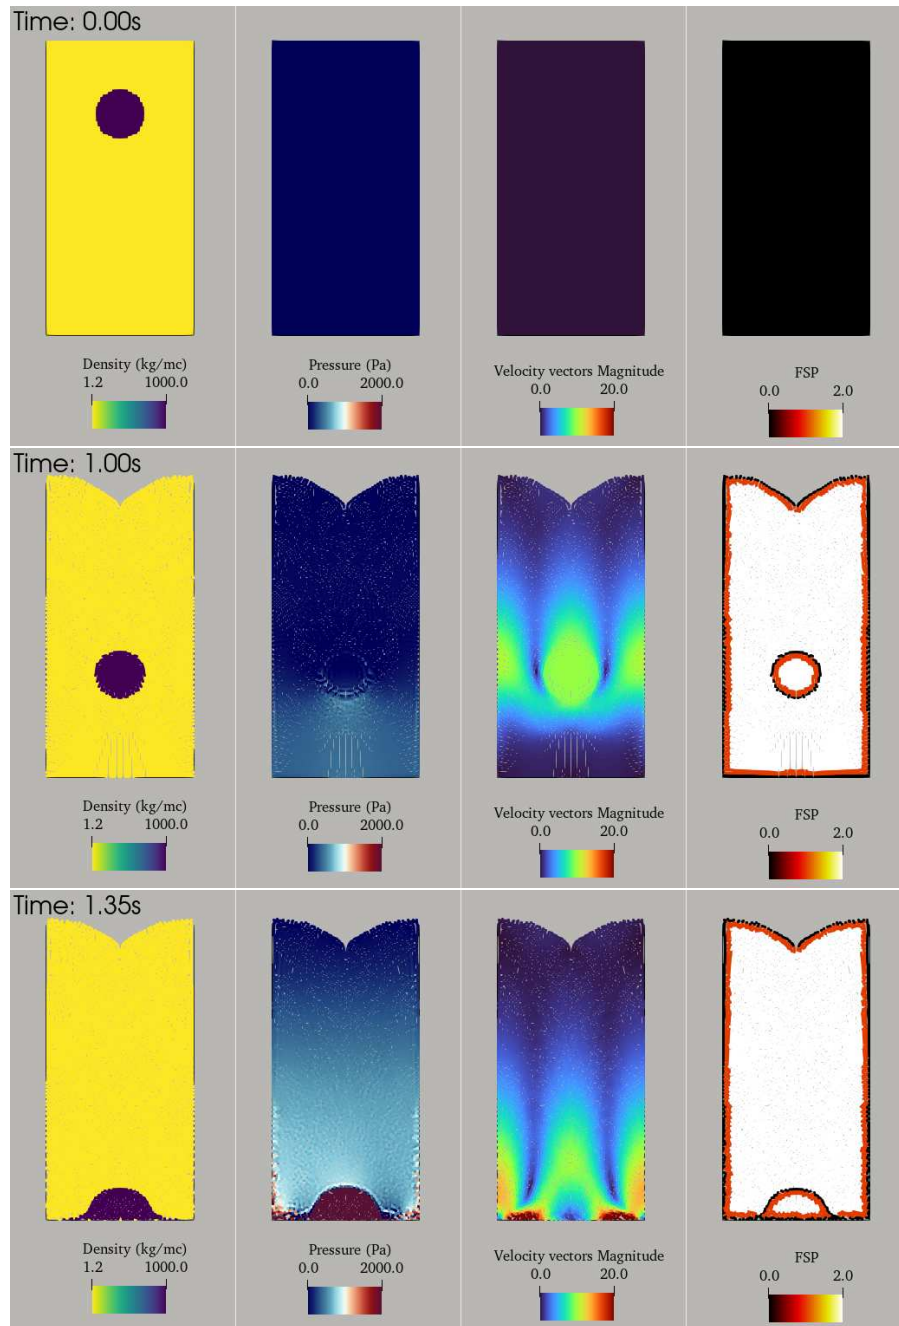 Time: 0.00s
Density (kg/mc)
1.2 1000.0
Pressure (Pa)
0.0 2000.0
Velocity vectors Magnitude
0.0 20.0
FSP
0.0 2.0
Time: 1.00s
Density (kg/mc)
1.2 1000.0
Pressure (Pa)
0.0 2000.0
Velocity vectors Magnitude
0.0 20.0
FSP
0.0 2.0
Time: 1.35s
Density (kg/mc)
1.2 1000.0
Pressure (Pa)
0.0 2000.0
Velocity vectors Magnitude
0.0 20.0
FSP
0.0 2.0